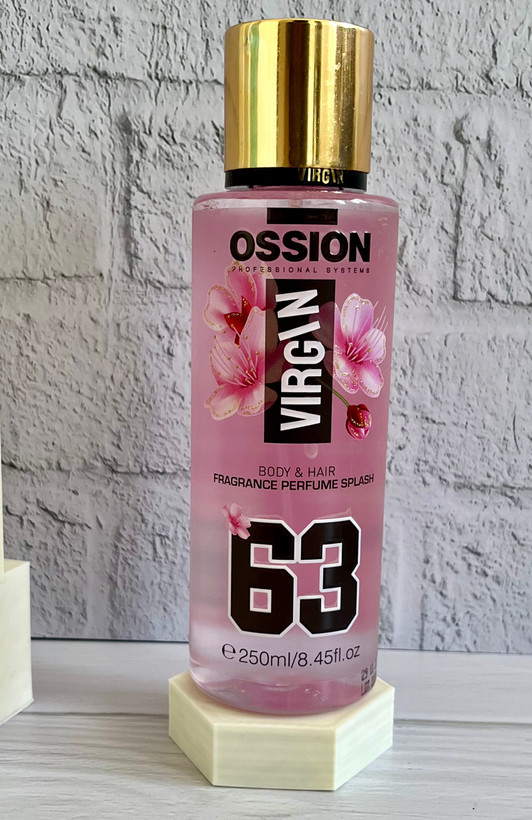 VIRGIN
OSSION
PROFESSIONAL SYSTEMS
VIRGIN
BODY & HAIR
FRAGRANCE PERFUME SPLASH
63
℮ 250ml/8.45fl.oz